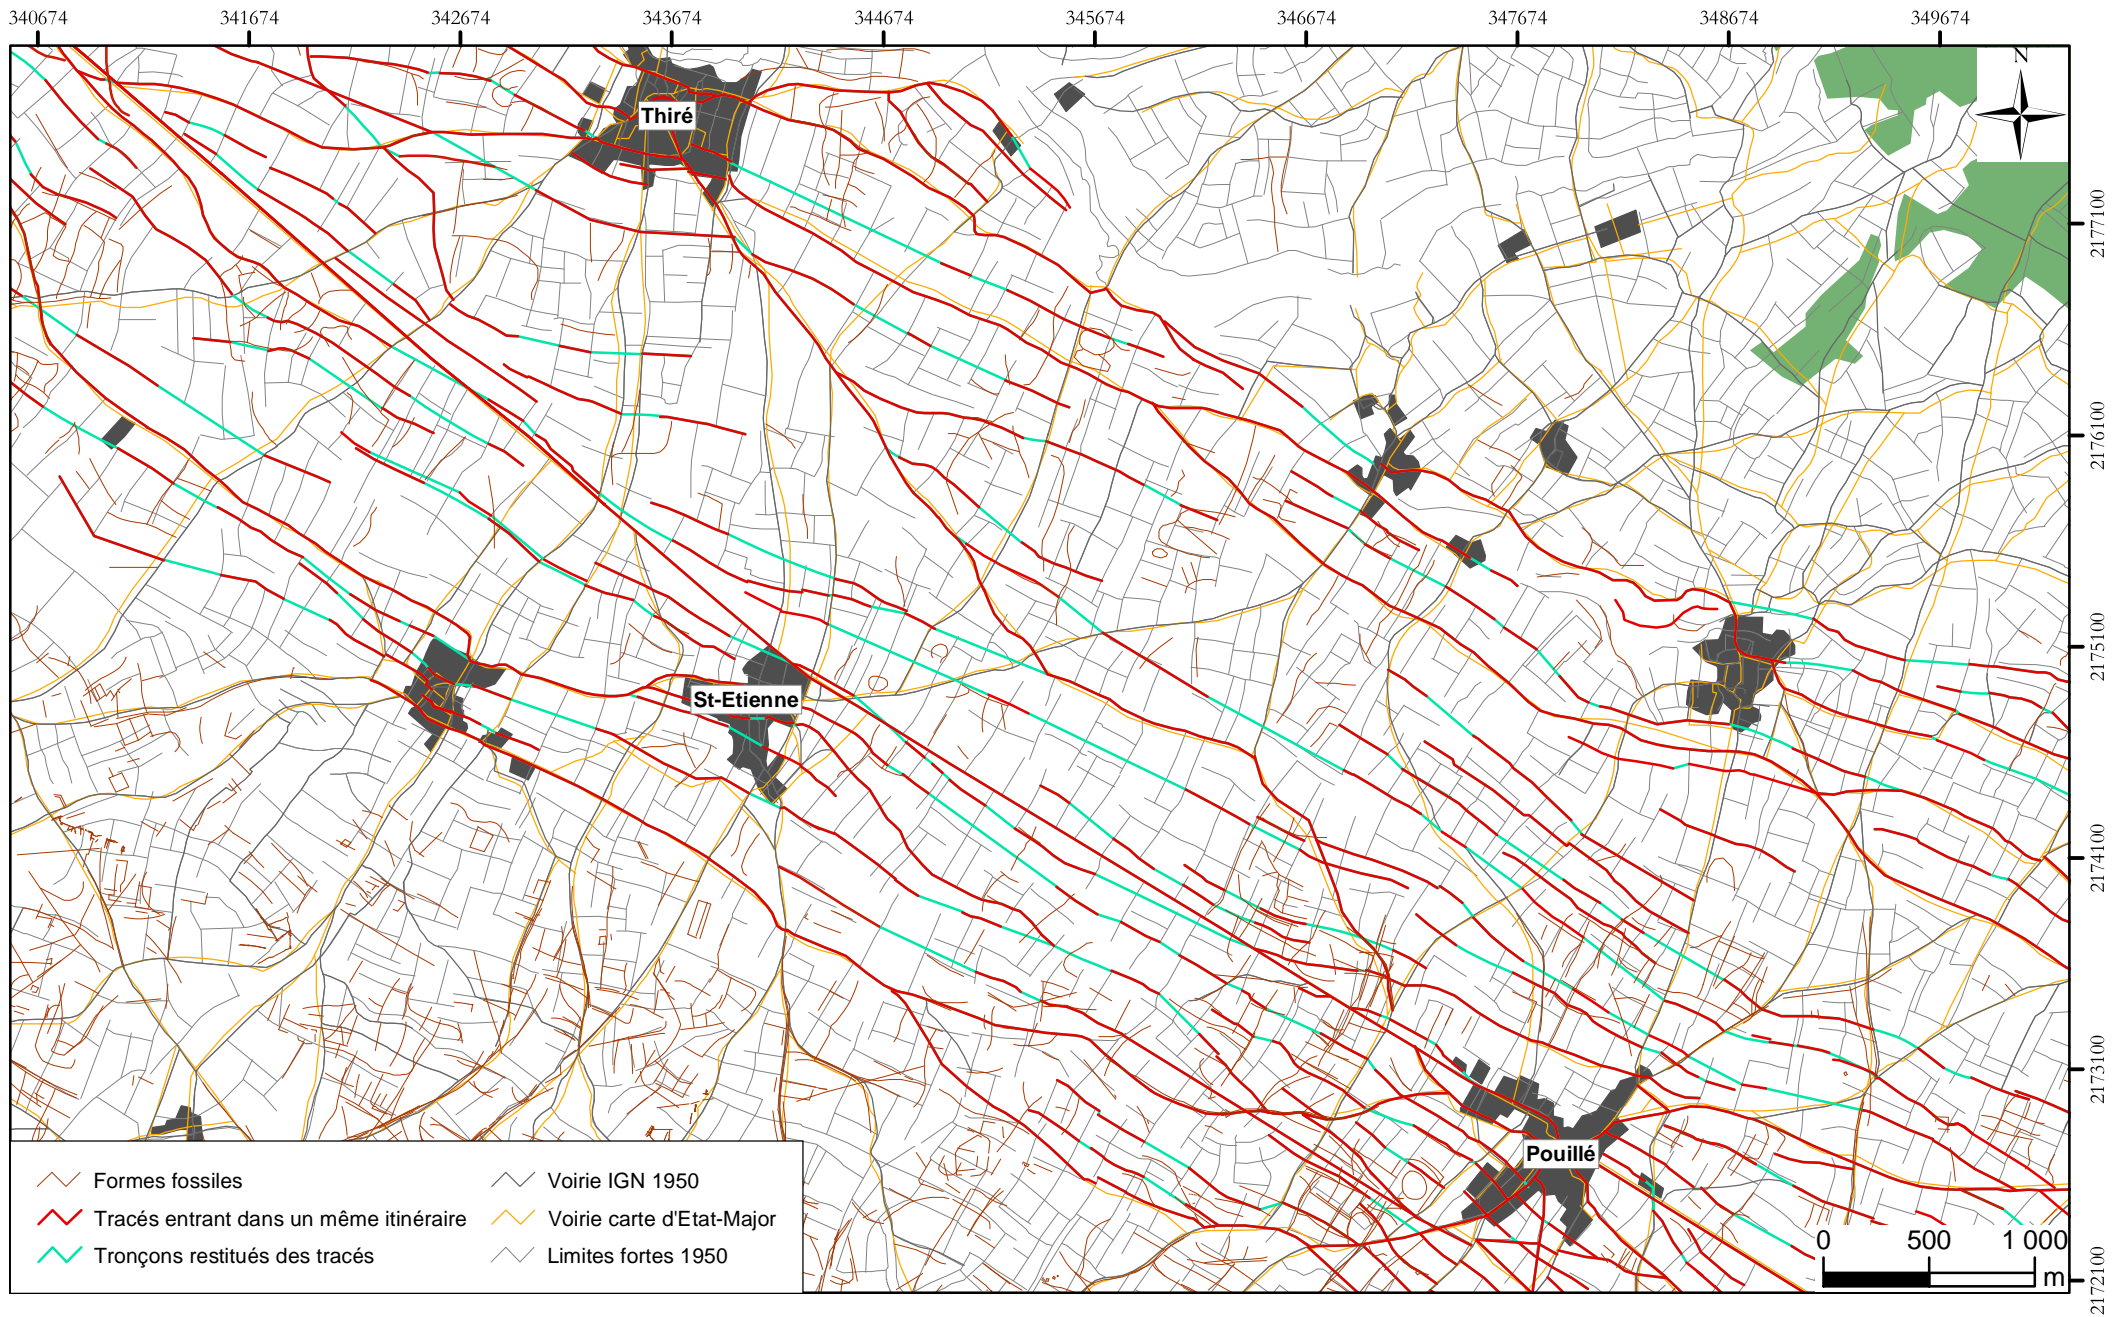 340674 341674 342674 343674 344674 345674 346674 347674 348674 349674
N
Thiré
2177100
2176100
2175100
St-Etienne
2174100
2173100
Pouillé
Formes fossiles
Tracés entrant dans un même itinéraire
Tronçons restitués des tracés
Voirie IGN 1950
Voirie carte d'Etat-Major
Limites fortes 1950
0 500 1 000
m
2172100